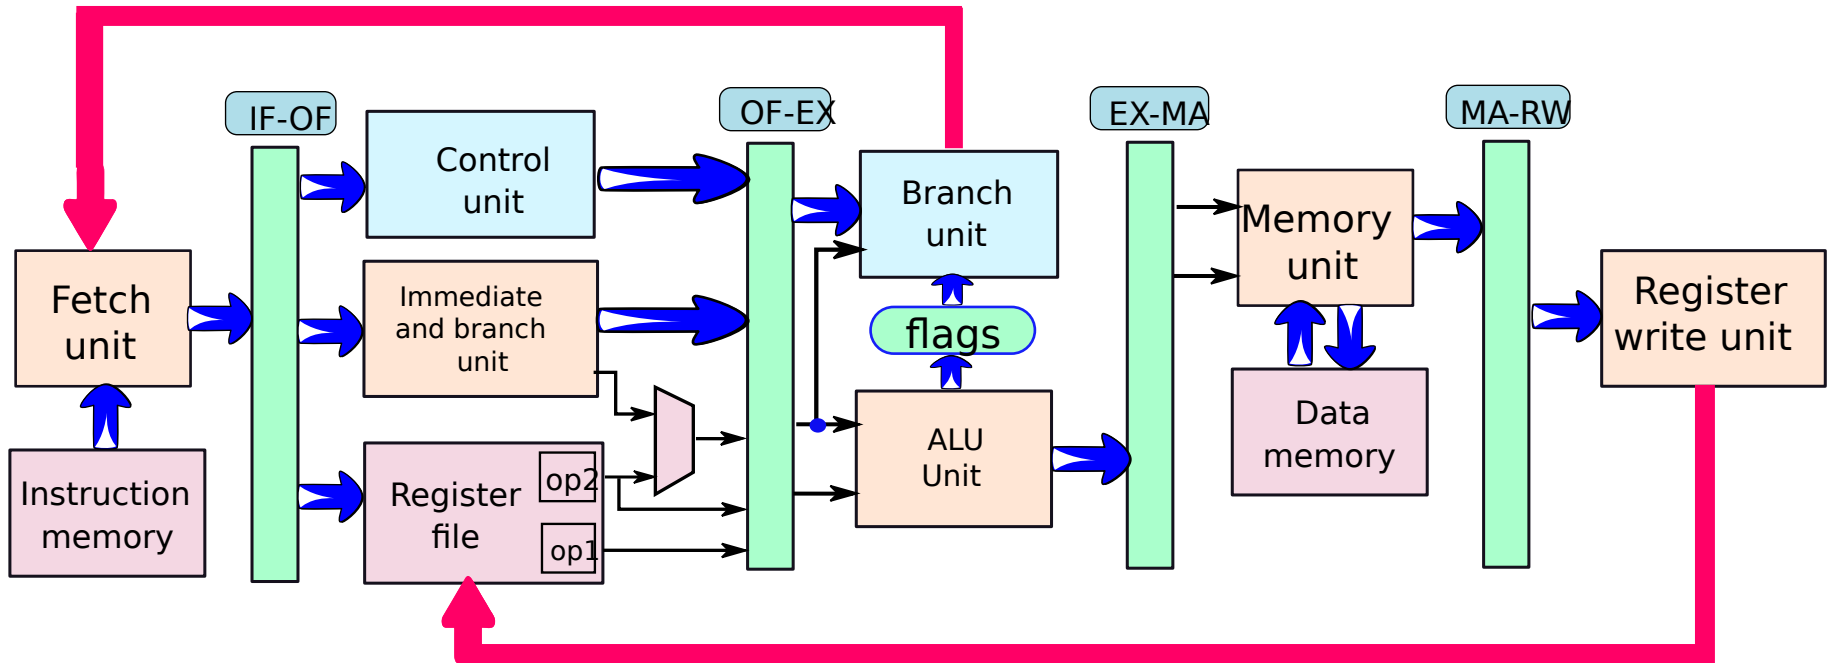 IF-OF
OF-EX
EX-MA
MA-RW
Control
unit
Branch
unit
Memory
unit
Fetch
unit
Immediate
and branch
unit
flags
Register
write unit
Instruction
memory
Register
file
op2
op1
ALU
Unit
Data
memory